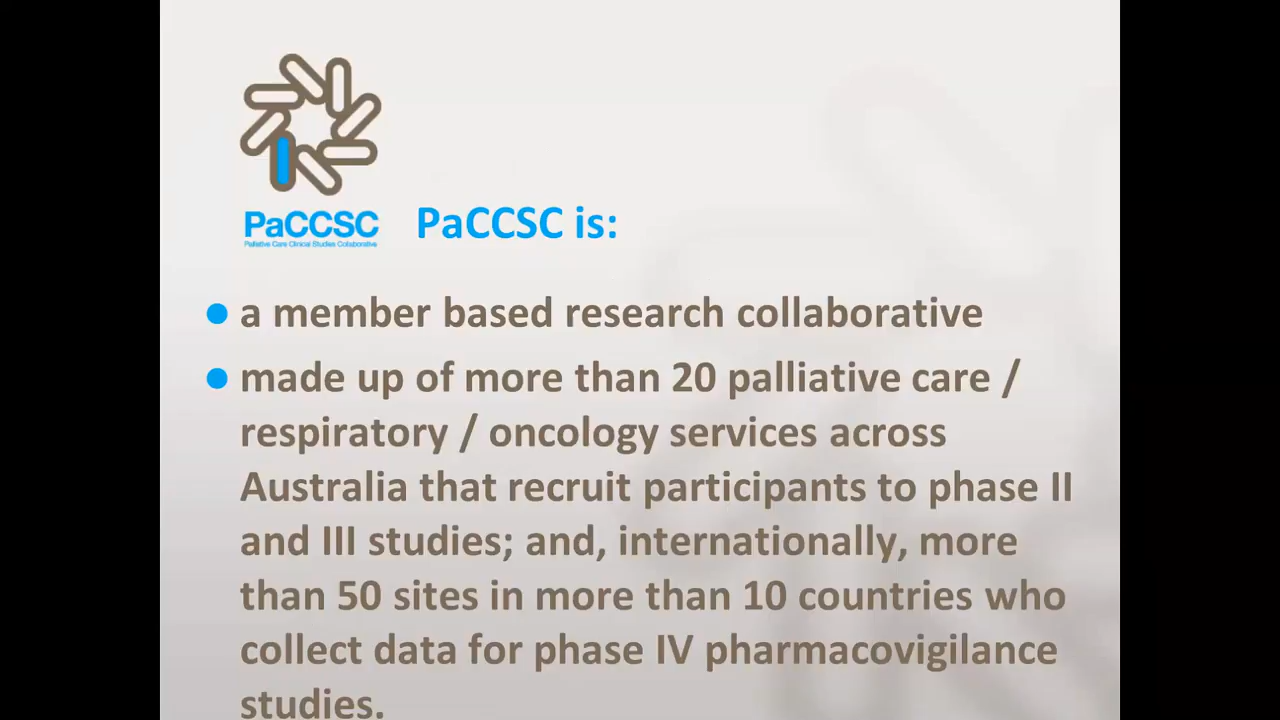 PaCCSC
Palliative Care Clinical Studies Collaborative
PaCCSC is:
a member based research collaborative
made up of more than 20 palliative care /
respiratory / oncology services across
Australia that recruit participants to phase II
and III studies; and, internationally, more
than 50 sites in more than 10 countries who
collect data for phase IV pharmacovigilance
studies.